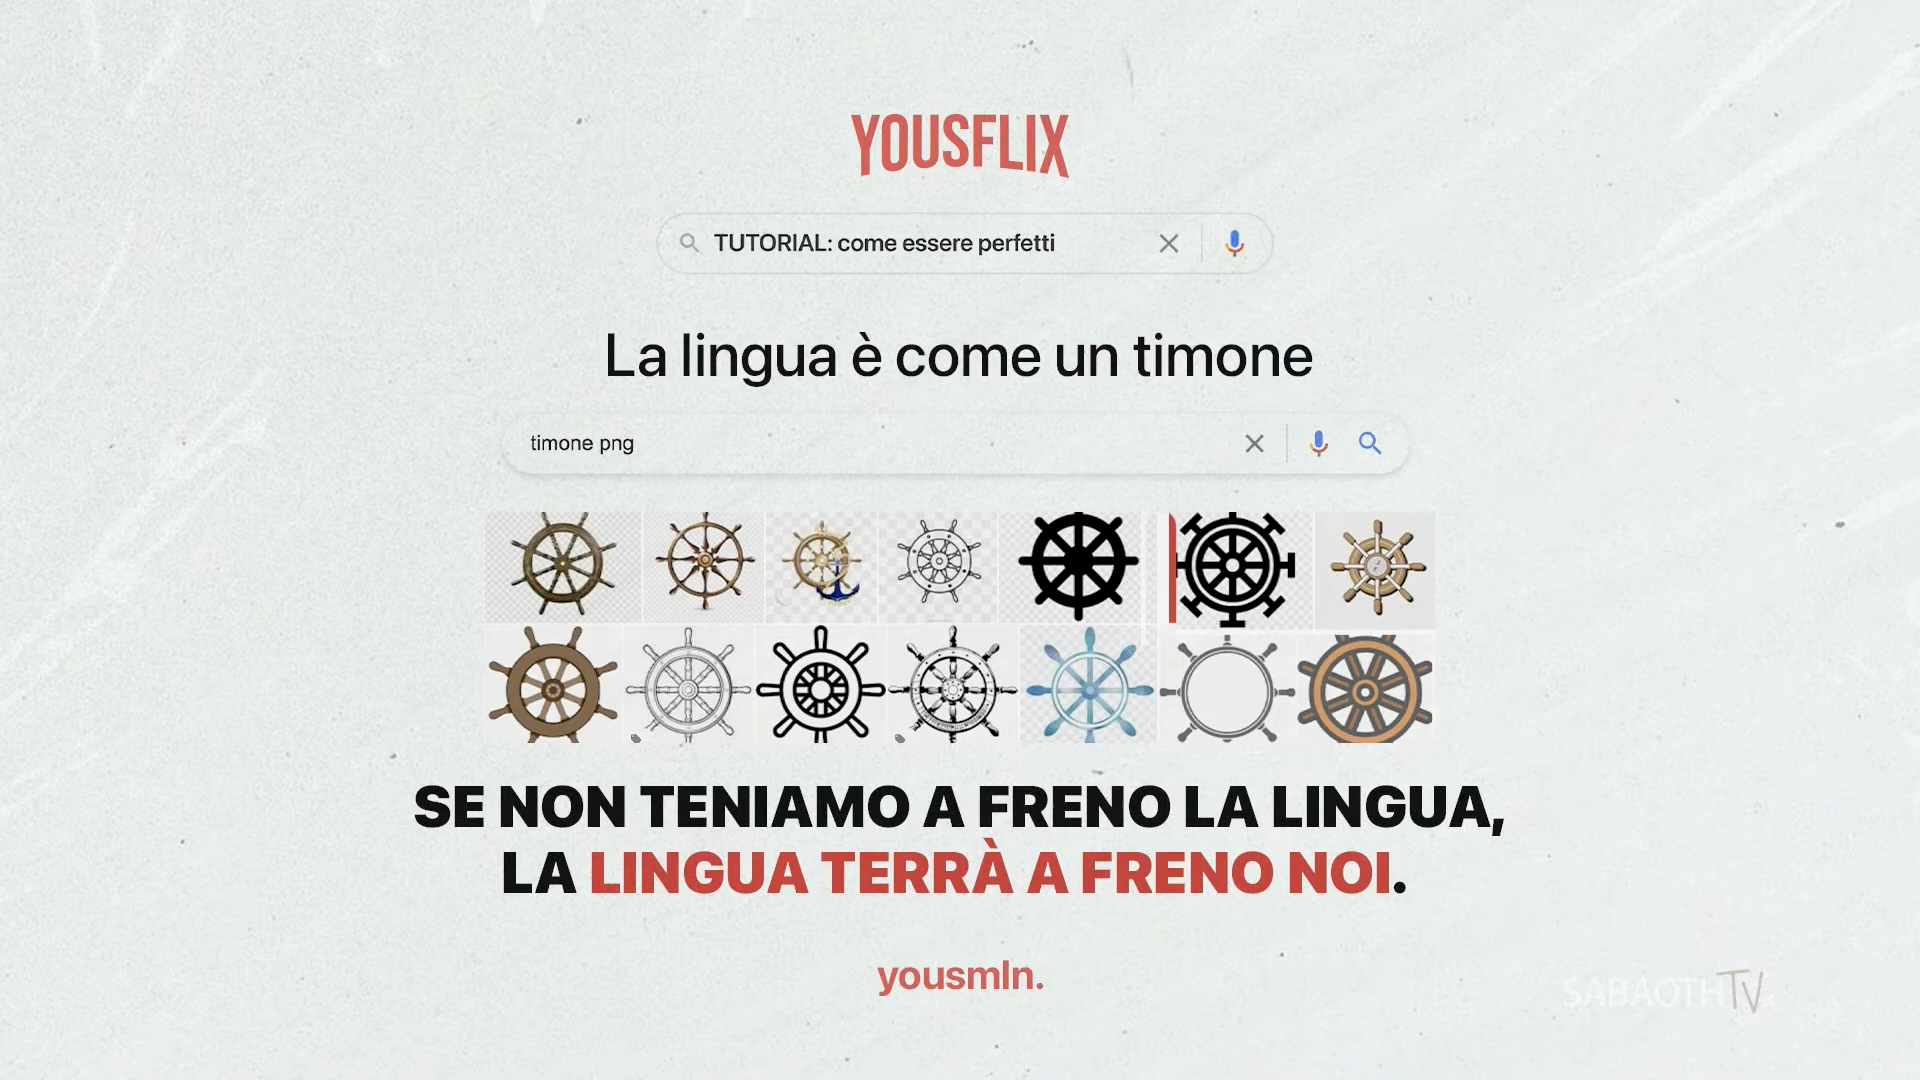 YOUSFLIX
TUTORIAL: come essere perfetti
La lingua è come un timone
timone png
SE NON TENIAMO A FRENO LA LINGUA,
LA LINGUA TERRÀ A FRENO NOI.
yousmln.
SABAOTH TV